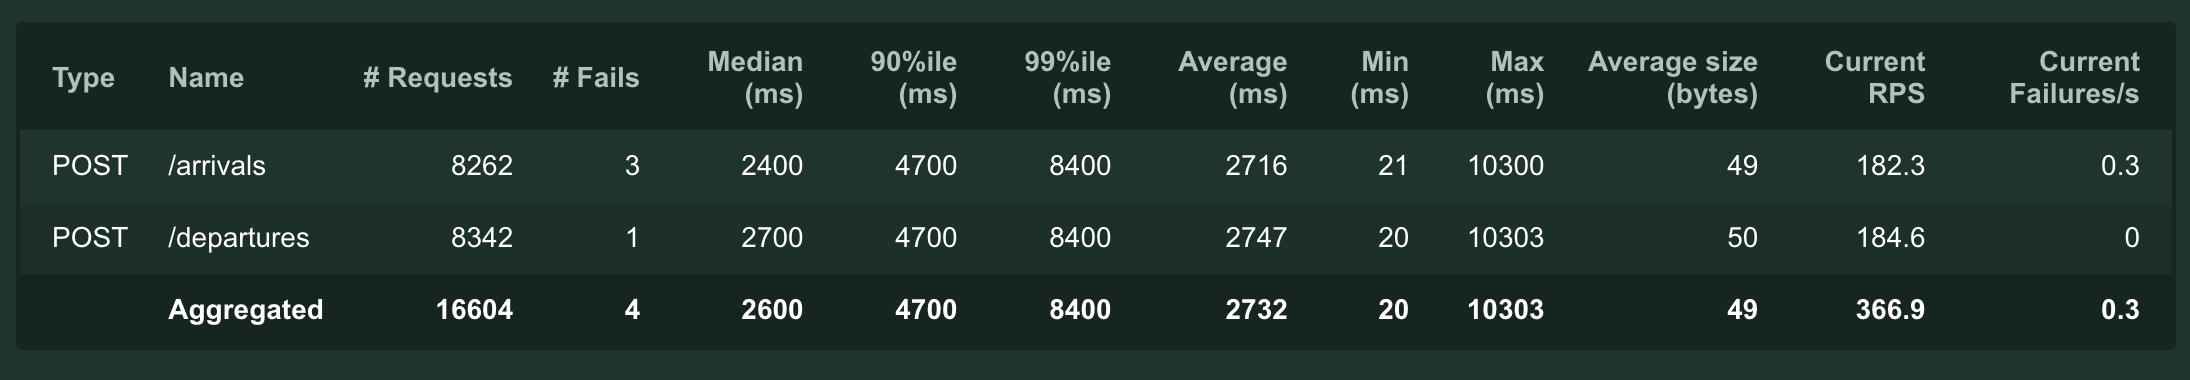 Type Name # Requests # Fails Median (ms) 90%ile (ms) 99%ile (ms) Average (ms) Min (ms) Max (ms) Average size (bytes) Current RPS Current Failures/s
POST /arrivals 8262 3 2400 4700 8400 2716 21 10300 49 182.3 0.3
POST /departures 8342 1 2700 4700 8400 2747 20 10303 50 184.6 0
Aggregated 16604 4 2600 4700 8400 2732 20 10303 49 366.9 0.3